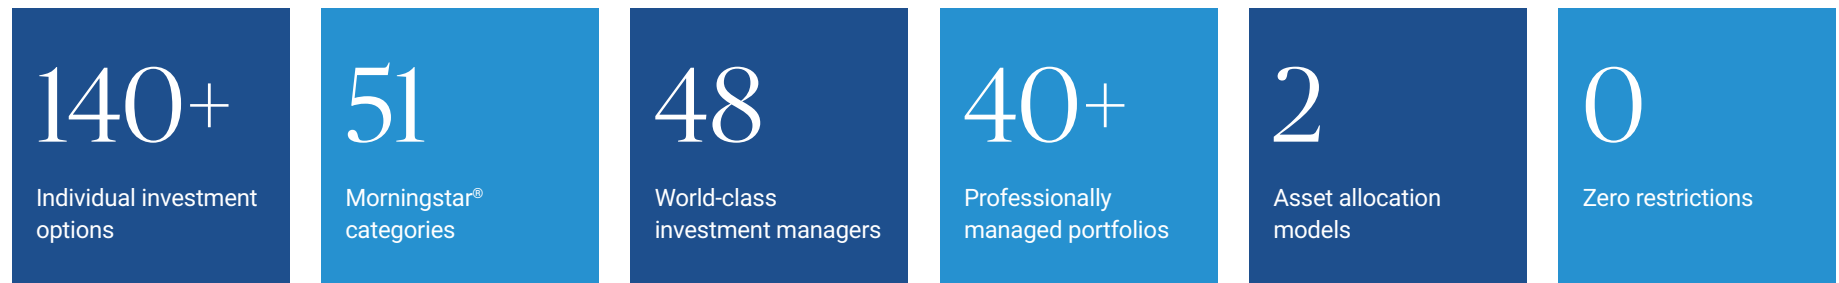 140+
Individual investment
options
51
Morningstar®
categories
48
World-class
investment managers
40+
Professionally
managed portfolios
2
Asset allocation
models
0
Zero restrictions